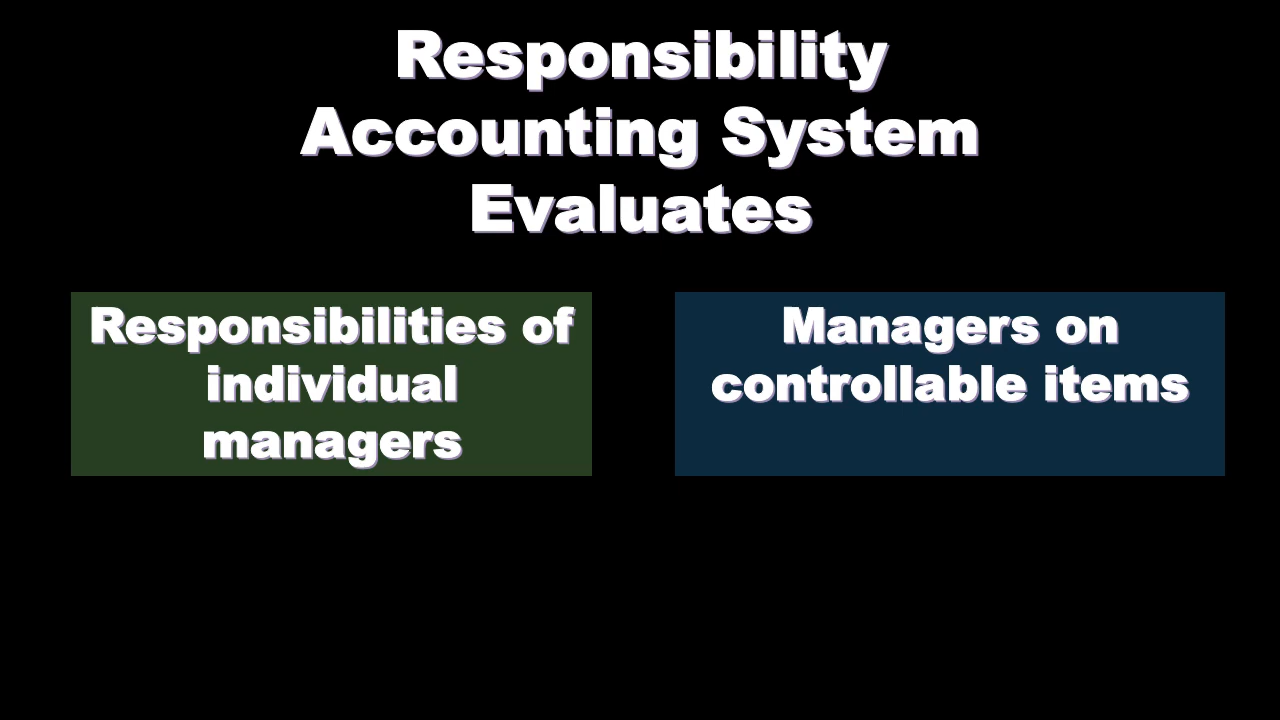 Responsibility
Accounting System
Evaluates
Responsibilities of
individual
managers
Managers on
controllable items